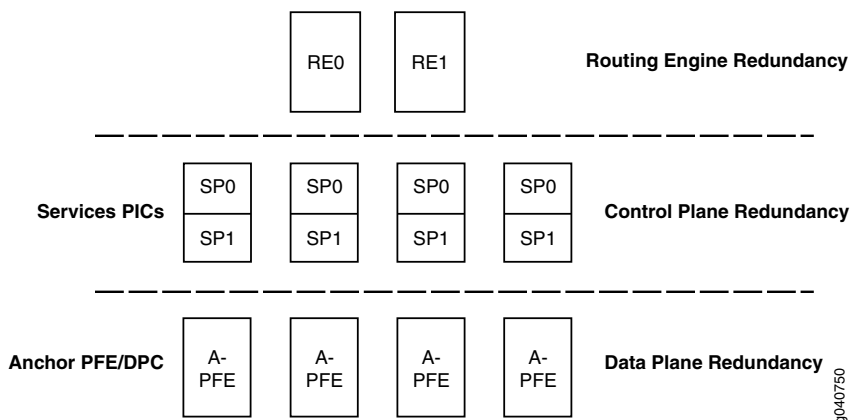 RE0 RE1 Routing Engine Redundancy
SP0 SP0 SP0 SP0
Services PICs Control Plane Redundancy
SP1 SP1 SP1 SP1
Anchor PFE/DPC A- A- A- A- Data Plane Redundancy
PFE PFE PFE PFE
g040750